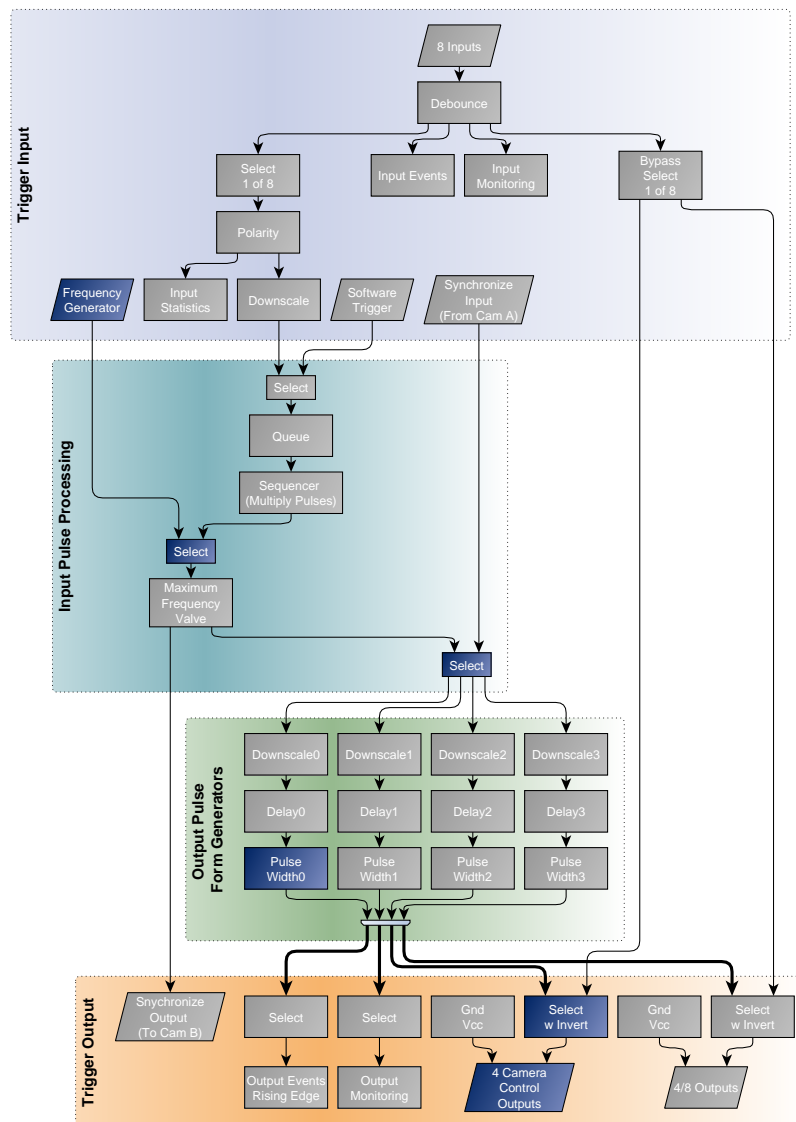 Trigger Input
8 Inputs
Debounce
Select
1 of 8
Input Events
Input
Monitoring
Bypass
Select
1 of 8
Polarity
Frequency
Generator
Input
Statistics
Downscale
Software
Trigger
Synchronize
Input
(From Cam A)
Input Pulse Processing
Select
Queue
Sequencer
(Multiply Pulses)
Select
Maximum
Frequency
Valve
Select
Output Pulse
Form Generators
Downscale0
Downscale1
Downscale2
Downscale3
Delay0
Delay1
Delay2
Delay3
Pulse
Width0
Pulse
Width1
Pulse
Width2
Pulse
Width3
Trigger Output
Snychronize
Output
(To Cam B)
Select
Select
Gnd
Vcc
Select
w Invert
Gnd
Vcc
Select
w Invert
Output Events
Rising Edge
Output
Monitoring
4 Camera
Control
Outputs
4/8 Outputs